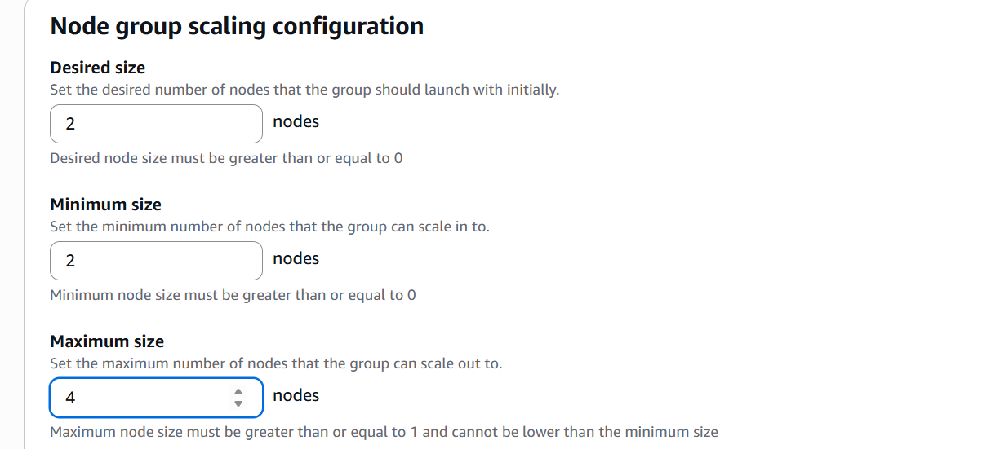 Node group scaling configuration
Desired size
Set the desired number of nodes that the group should launch with initially.
2 nodes
Desired node size must be greater than or equal to 0
Minimum size
Set the minimum number of nodes that the group can scale in to.
2 nodes
Minimum node size must be greater than or equal to 0
Maximum size
Set the maximum number of nodes that the group can scale out to.
4 nodes
Maximum node size must be greater than or equal to 1 and cannot be lower than the minimum size